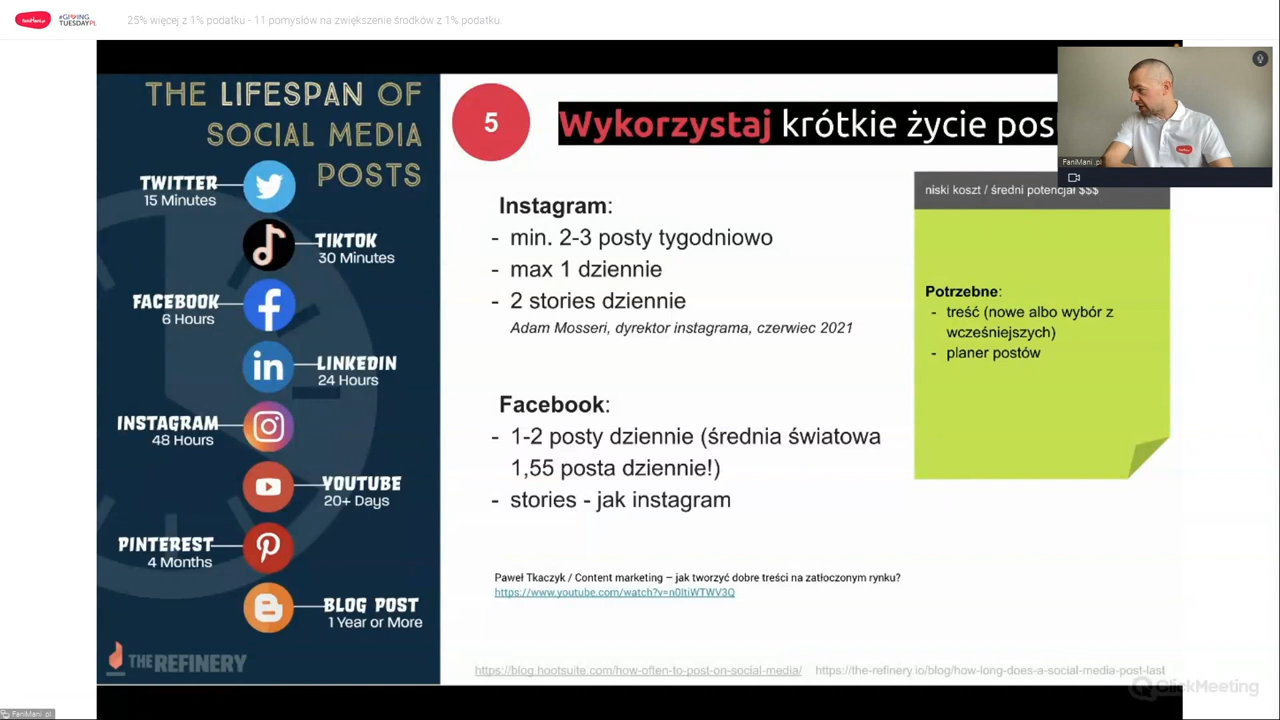 FaniMani
#GIVING
TUESDAYPL
25% więcej z 1% podatku - 11 pomysłów na zwiększenie środków z 1% podatku.
THE LIFESPAN OF
SOCIAL MEDIA
POSTS
TWITTER
15 Minutes
TIKTOK
30 Minutes
FACEBOOK
6 Hours
LINKEDIN
24 Hours
INSTAGRAM
48 Hours
YOUTUBE
20+ Days
PINTEREST
4 Months
BLOG POST
1 Year or More
THE REFINERY
5
Wykorzystaj krótkie życie pos
Instagram:
- min. 2-3 posty tygodniowo
- max 1 dziennie
- 2 stories dziennie
Adam Mosseri, dyrektor instagrama, czerwiec 2021
Facebook:
- 1-2 posty dziennie (średnia światowa
1,55 posta dziennie!)
- stories - jak instagram
Paweł Tkaczyk / Content marketing – jak tworzyć dobre treści na zatłoczonym rynku?
https://www.youtube.com/watch?v=n0ltiWTWV3Q
https://blog.hootsuite.com/how-often-to-post-on-social-media/ https://the-refinery.io/blog/how-long-does-a-social-media-post-last
FaniMani .pl
niski koszt / średni potencjał $$$
Potrzebne:
- treść (nowe albo wybór z
wcześniejszych)
- planer postów
ClickMeeting
FaniMani .pl